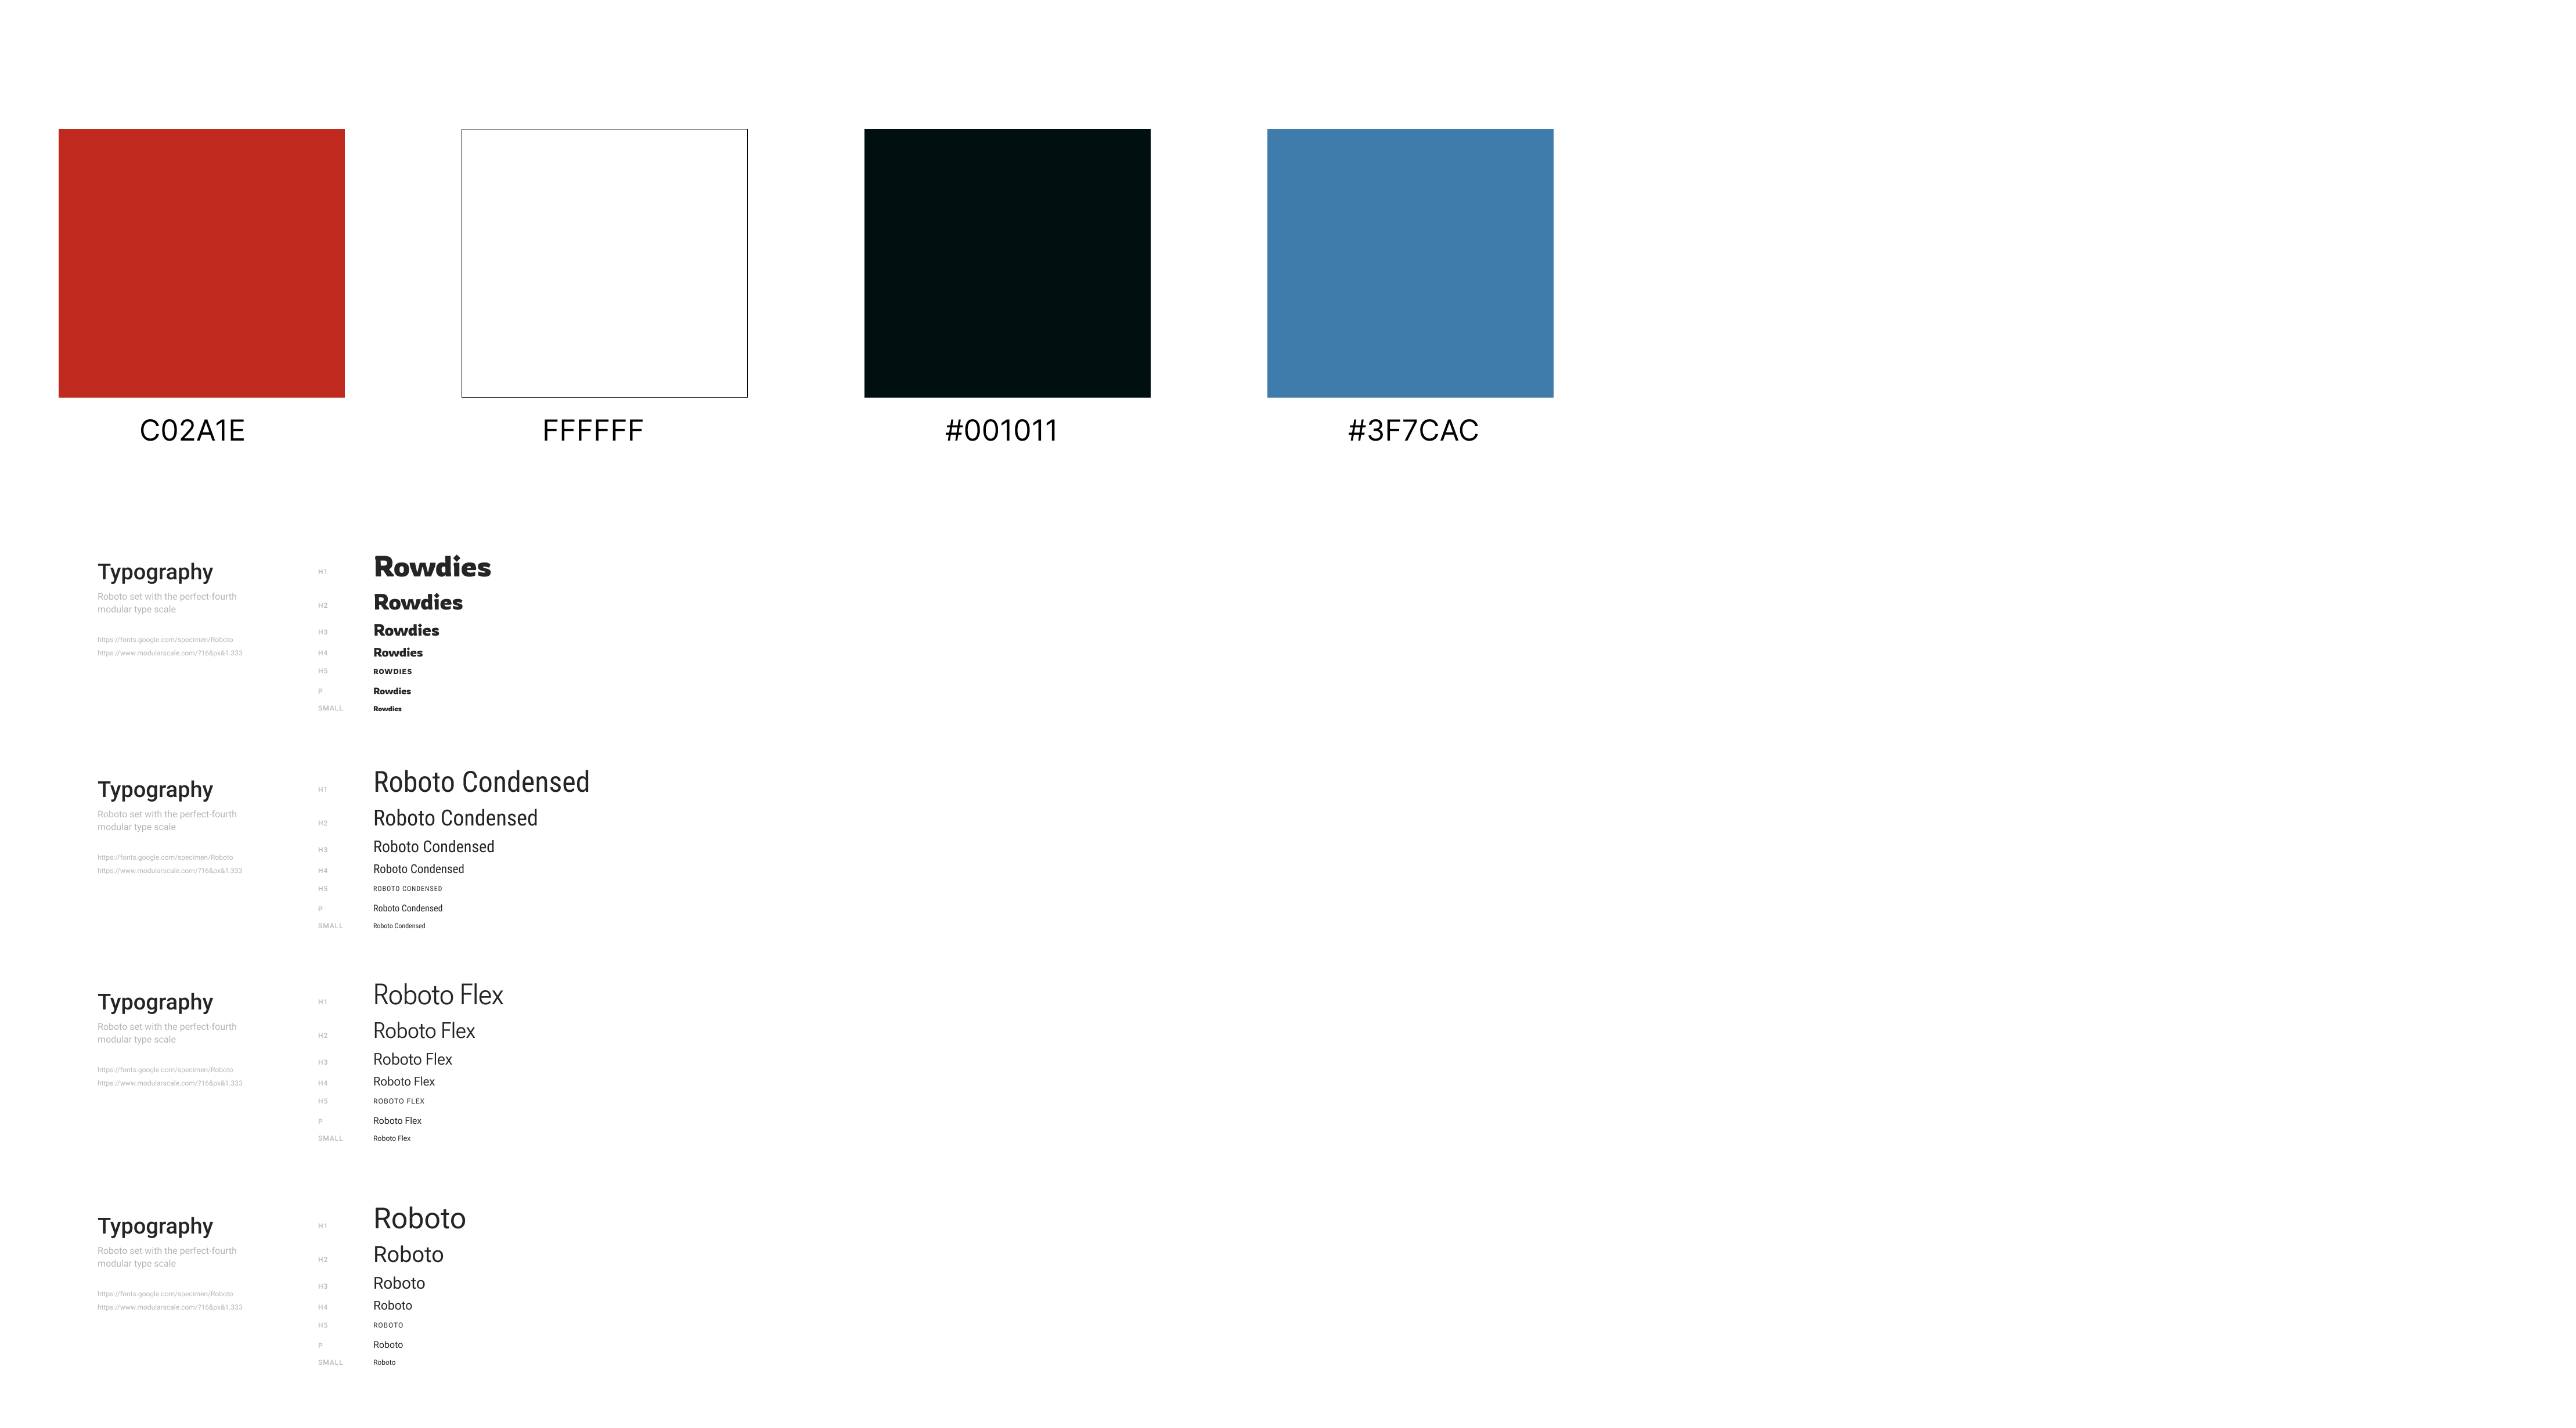 C02A1E
FFFFFF
#001011
#3F7CAC
Typography
Roboto set with the perfect-fourth
modular type scale
https://fonts.google.com/specimen/Roboto
https://www.modularscale.com/?16&px&1.333
H1 Rowdies
H2 Rowdies
H3 Rowdies
H4 Rowdies
H5 ROWDIES
P Rowdies
SMALL Rowdies
Typography
Roboto set with the perfect-fourth
modular type scale
https://fonts.google.com/specimen/Roboto
https://www.modularscale.com/?16&px&1.333
H1 Roboto Condensed
H2 Roboto Condensed
H3 Roboto Condensed
H4 Roboto Condensed
H5 ROBOTO CONDENSED
P Roboto Condensed
SMALL Roboto Condensed
Typography
Roboto set with the perfect-fourth
modular type scale
https://fonts.google.com/specimen/Roboto
https://www.modularscale.com/?16&px&1.333
H1 Roboto Flex
H2 Roboto Flex
H3 Roboto Flex
H4 Roboto Flex
H5 ROBOTO FLEX
P Roboto Flex
SMALL Roboto Flex
Typography
Roboto set with the perfect-fourth
modular type scale
https://fonts.google.com/specimen/Roboto
https://www.modularscale.com/?16&px&1.333
H1 Roboto
H2 Roboto
H3 Roboto
H4 Roboto
H5 ROBOTO
P Roboto
SMALL Roboto